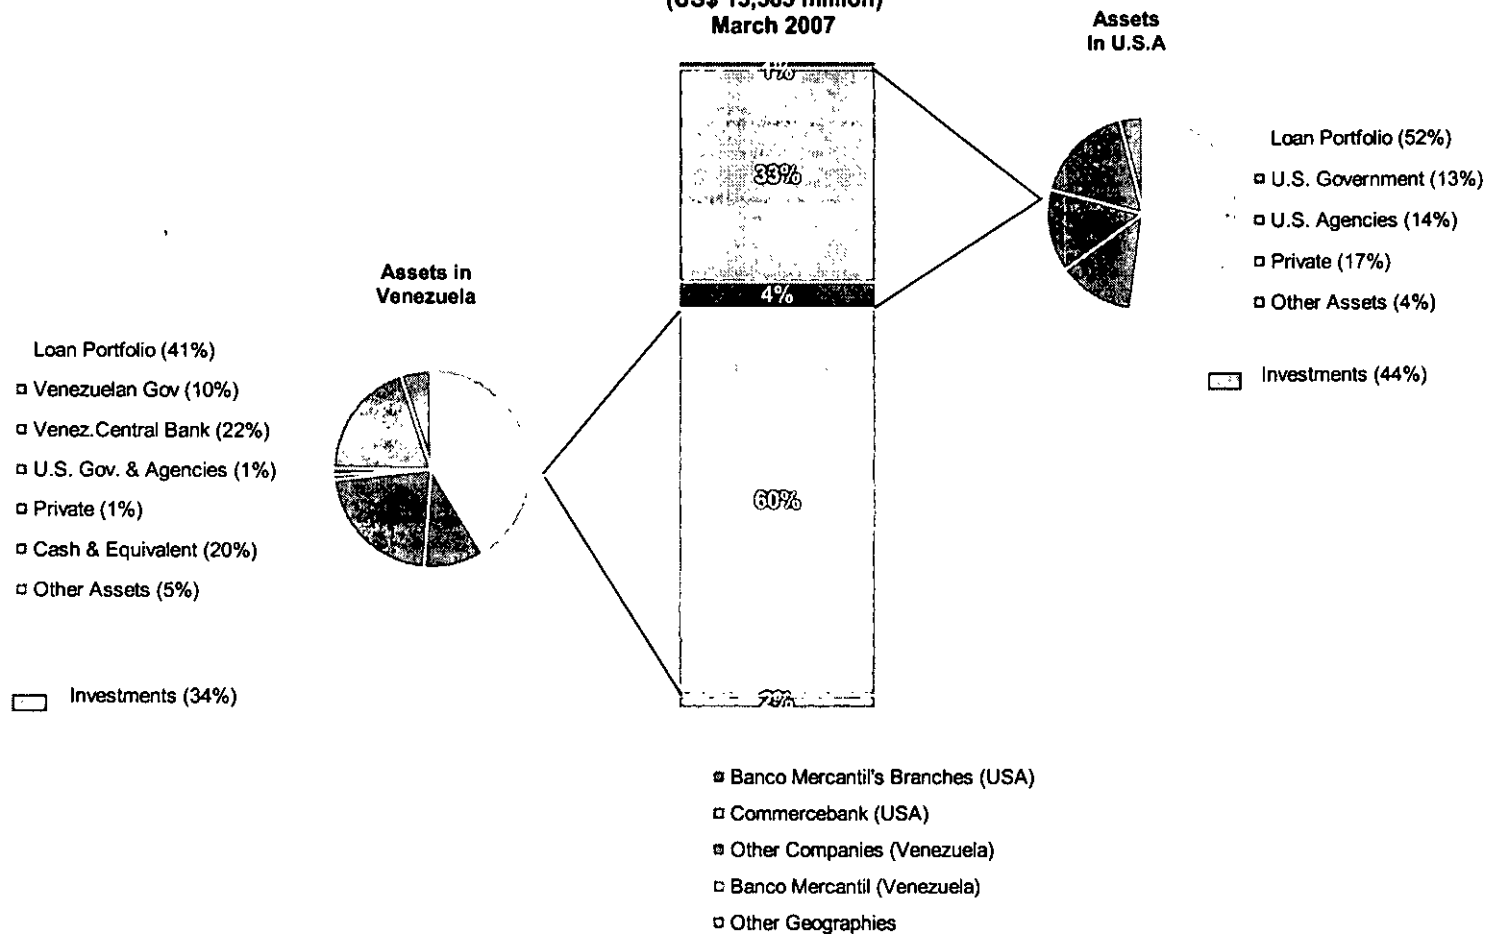 March 2007
Assets
In U.S.A
1%
33%
4%
60%
2%
Loan Portfolio (52%)
U.S. Government (13%)
U.S. Agencies (14%)
Private (17%)
Other Assets (4%)
Investments (44%)
Assets in
Venezuela
Loan Portfolio (41%)
Venezuelan Gov (10%)
Venez.Central Bank (22%)
U.S. Gov. & Agencies (1%)
Private (1%)
Cash & Equivalent (20%)
Other Assets (5%)
Investments (34%)
Banco Mercantil's Branches (USA)
Commercebank (USA)
Other Companies (Venezuela)
Banco Mercantil (Venezuela)
Other Geographies